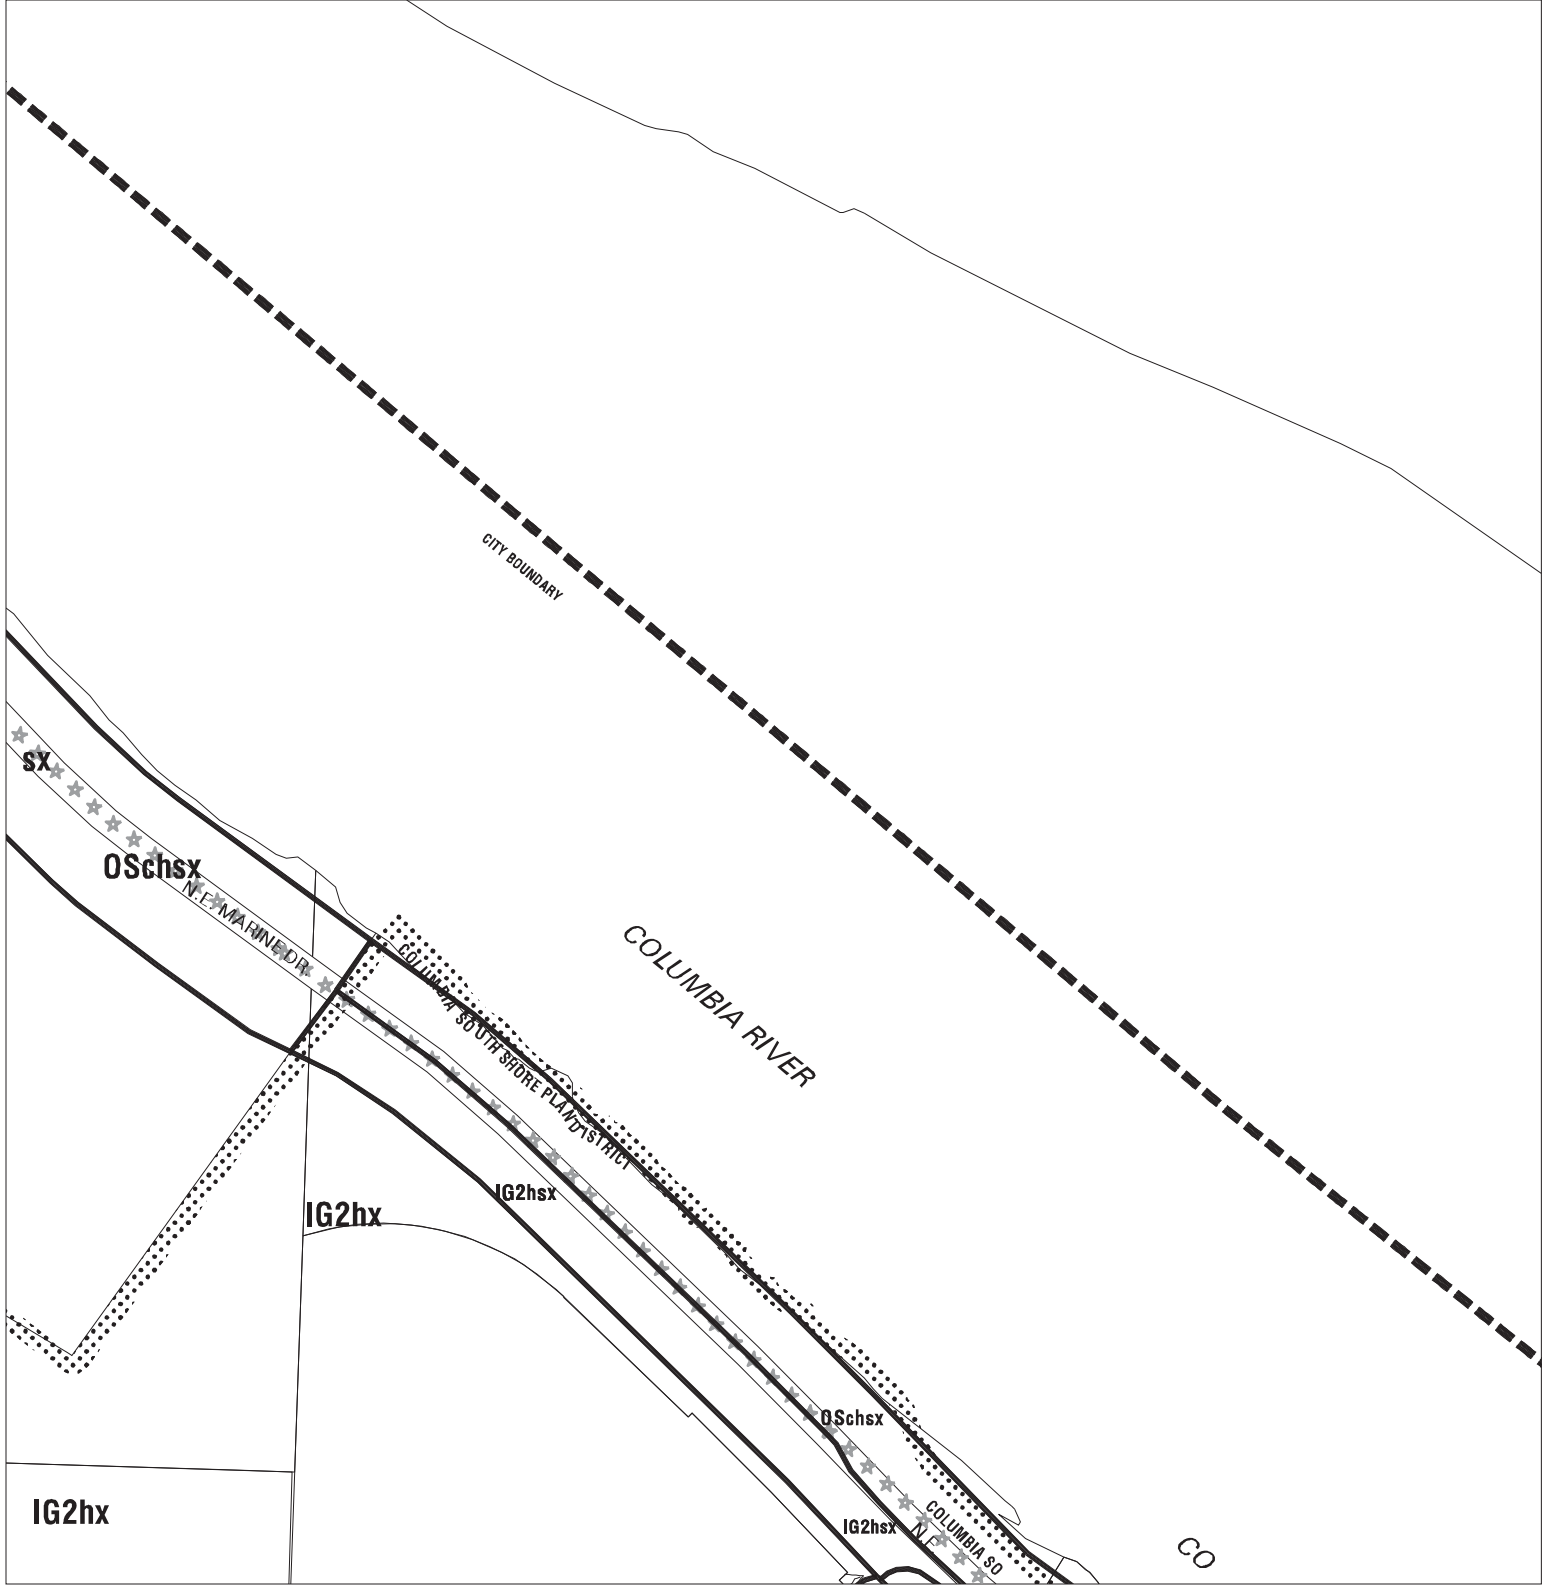 CITY BOUNDARY
sx
OSchsx
N.E. MARINE DR.
COLUMBIA SOUTH SHORE PLAN DISTRICT
COLUMBIA RIVER
IG2hsx
IG2hx
OSchsx
IG2hx
IG2hsx
N.E.
COLUMBIA SO
CO